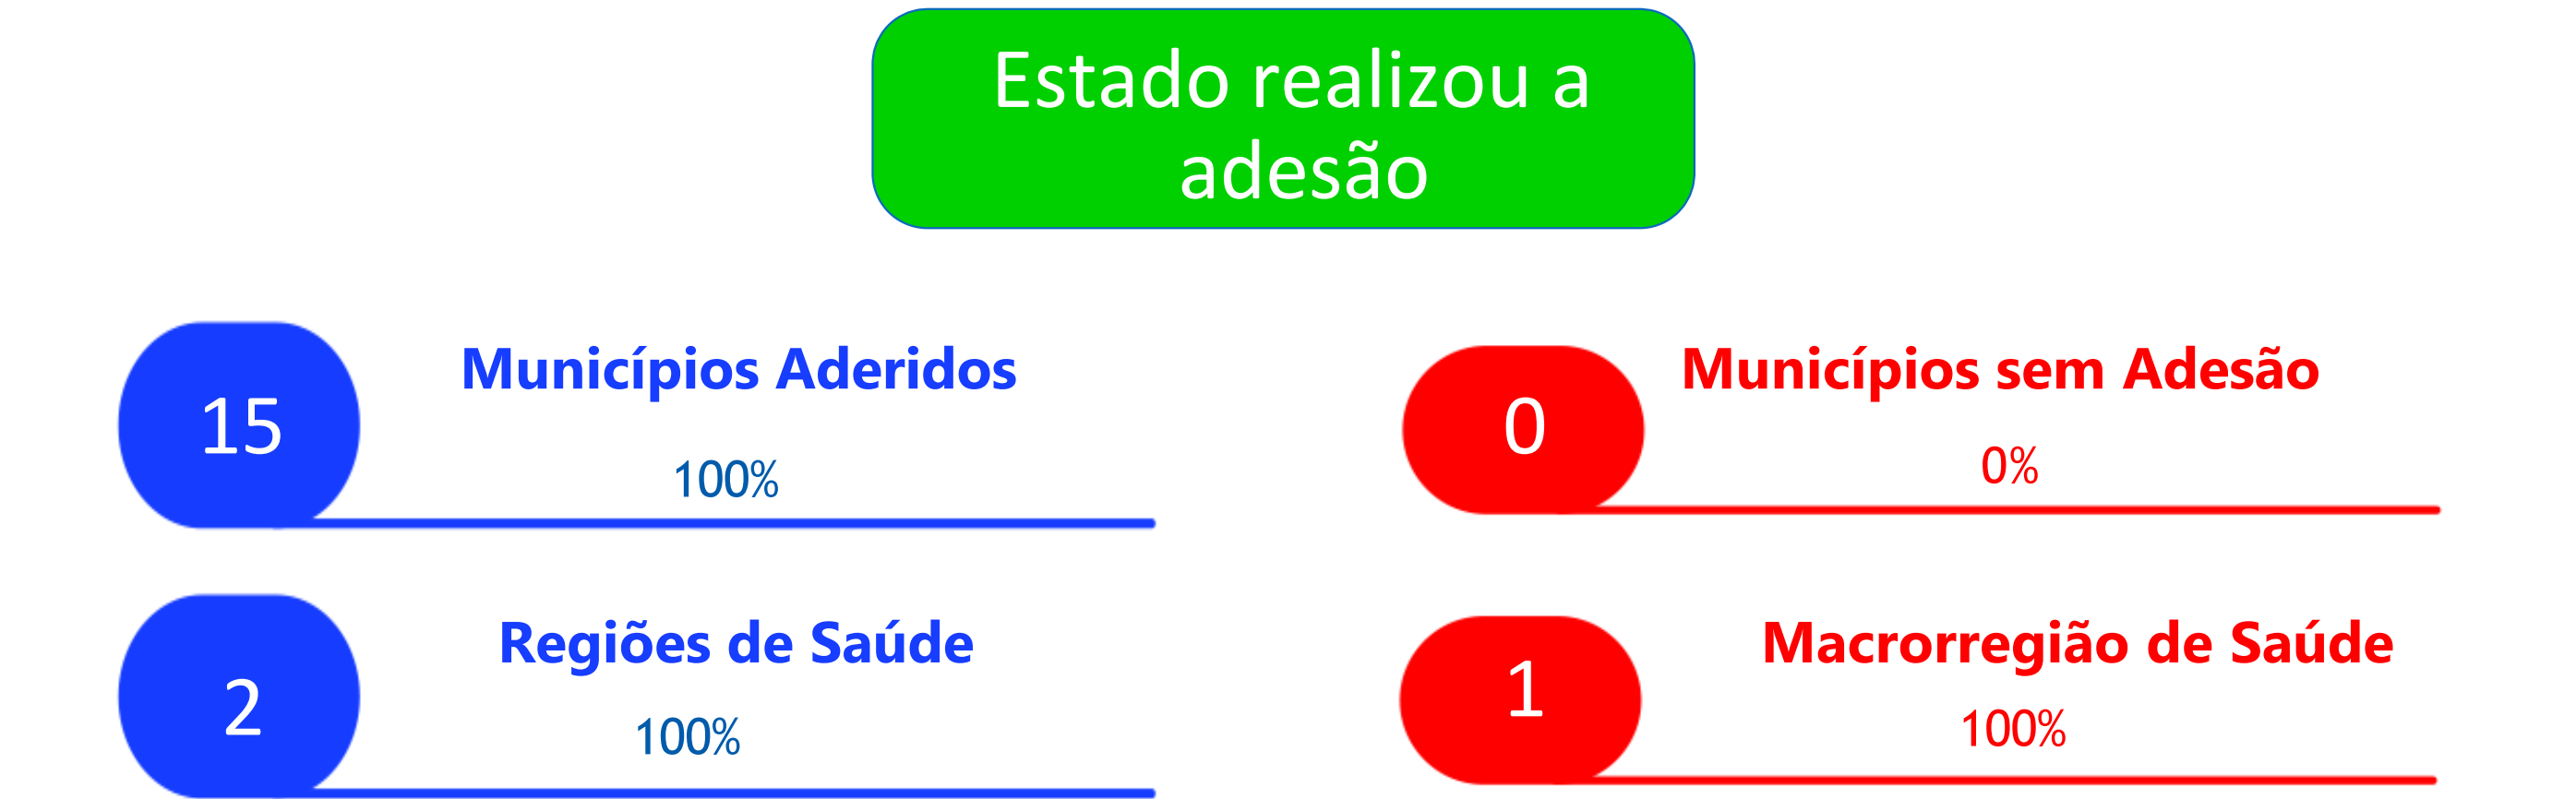 Estado realizou a
adesão
15
Municípios Aderidos
100%
0
Municípios sem Adesão
0%
2
Regiões de Saúde
100%
1
Macrorregião de Saúde
100%